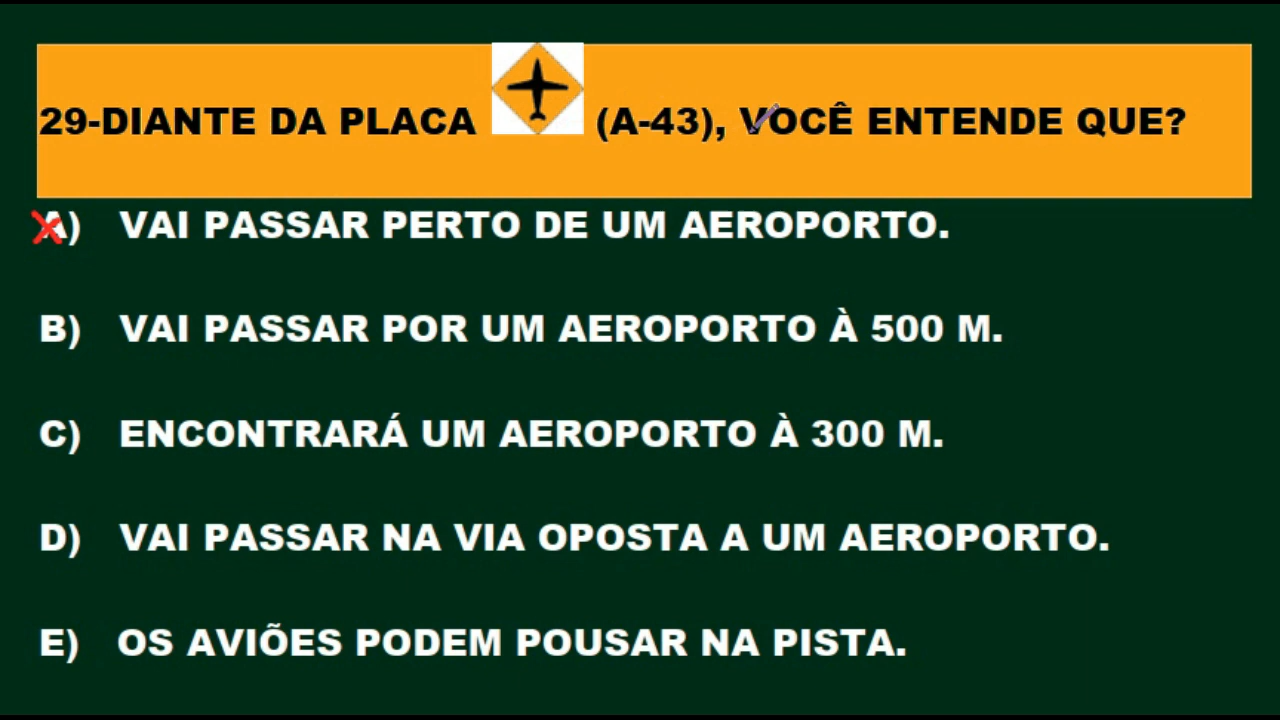 29-DIANTE DA PLACA (A-43), VOCÊ ENTENDE QUE?
A) VAI PASSAR PERTO DE UM AEROPORTO.
B) VAI PASSAR POR UM AEROPORTO À 500 M.
C) ENCONTRARÁ UM AEROPORTO À 300 M.
D) VAI PASSAR NA VIA OPOSTA A UM AEROPORTO.
E) OS AVIÕES PODEM POUSAR NA PISTA.